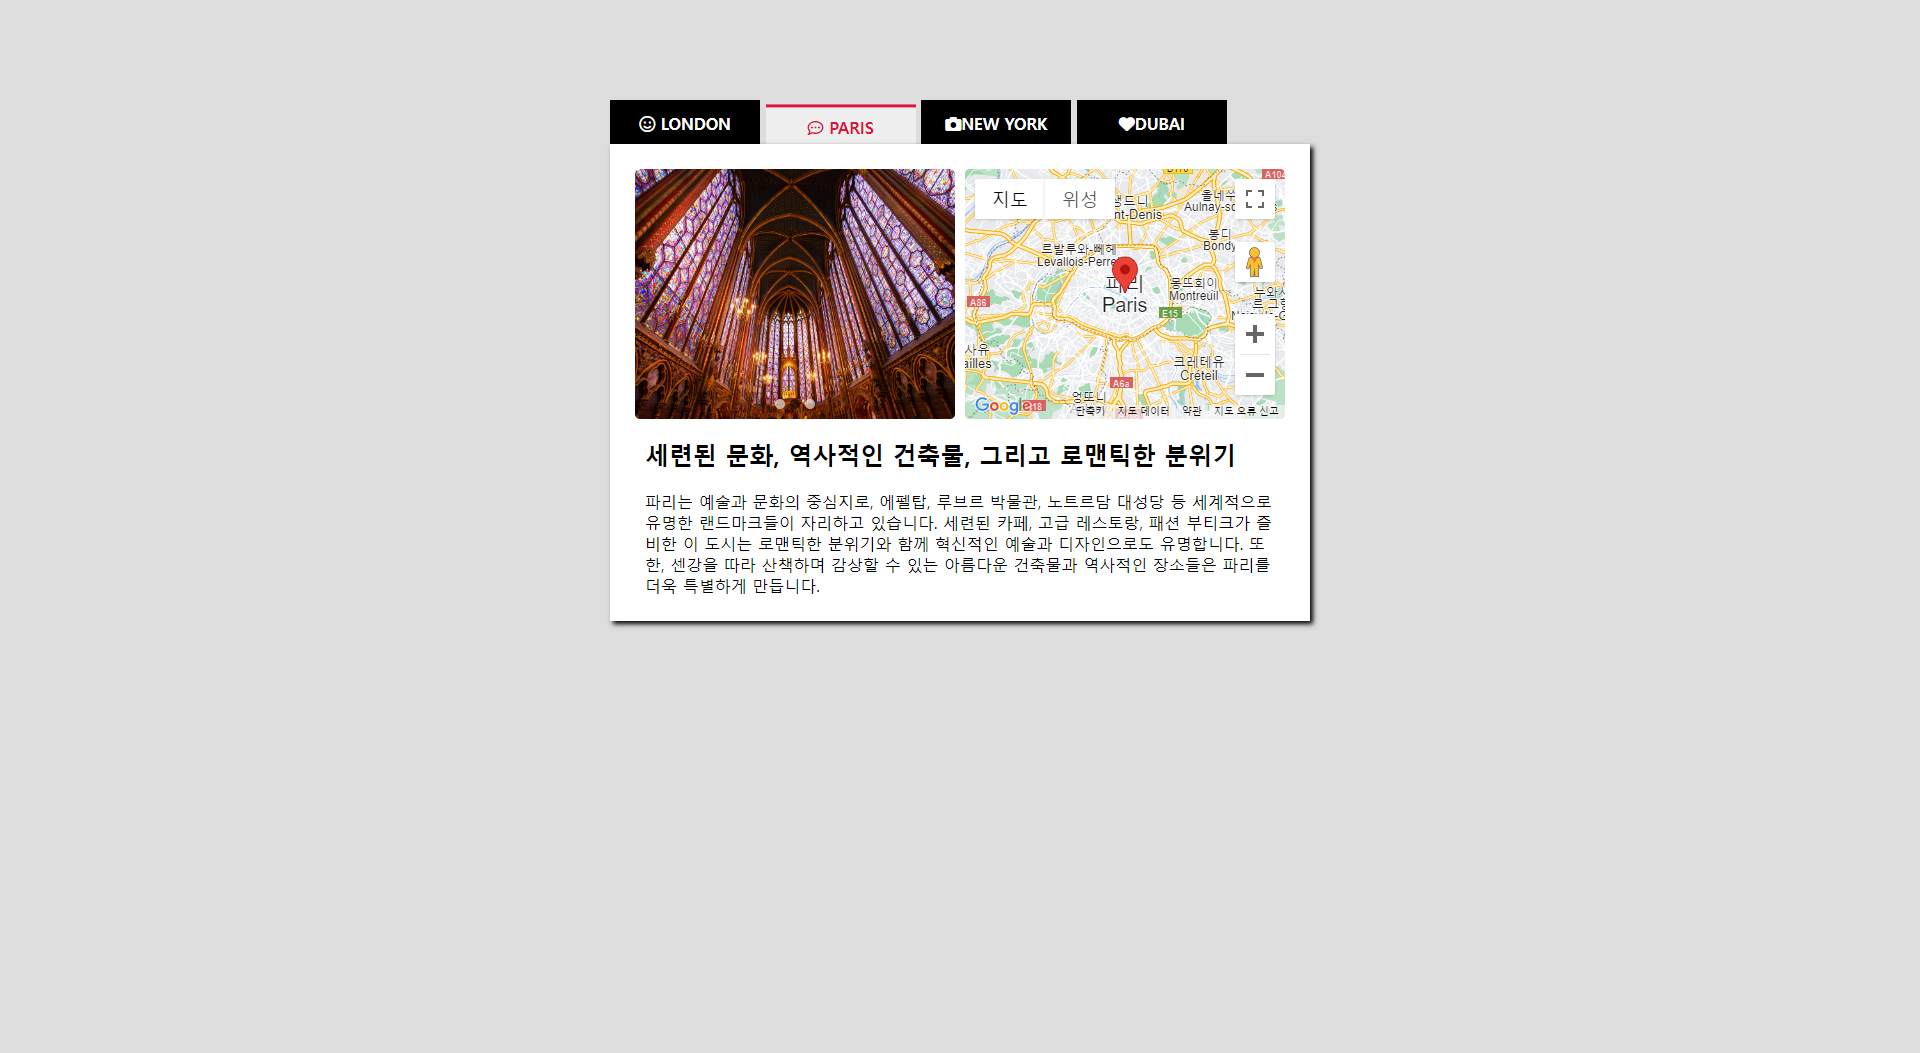 LONDON
PARIS
NEW YORK
DUBAI
지도
위성
A104
생드니
nt-Denis
올네쑤
Aulnay-so
봉디
Bondy
르발루와-뻬헤
Levallois-Perre
파리
Paris
몽뜨회이
Montreuil
A86
E15
사유
ailles
크레테유
Créteil
A6a
엉또니
Google
단축키
지도 데이터
약관
지도 오류 신고
세련된 문화, 역사적인 건축물, 그리고 로맨틱한 분위기
파리는 예술과 문화의 중심지로, 에펠탑, 루브르 박물관, 노트르담 대성당 등 세계적으로
유명한 랜드마크들이 자리하고 있습니다. 세련된 카페, 고급 레스토랑, 패션 부티크가 즐
비한 이 도시는 로맨틱한 분위기와 함께 혁신적인 예술과 디자인으로도 유명합니다. 또
한, 센강을 따라 산책하며 감상할 수 있는 아름다운 건축물과 역사적인 장소들은 파리를
더욱 특별하게 만듭니다.